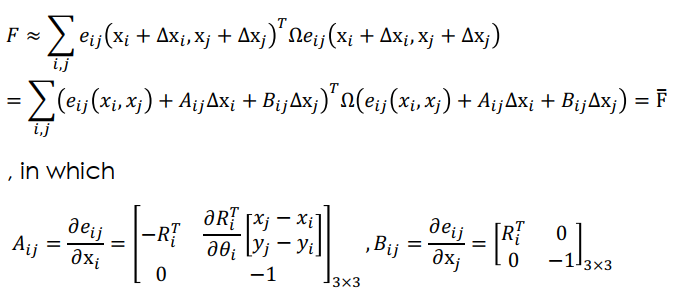 F ≈ ∑_{i,j} e_{ij}(x_i + Δx_i, x_j + Δx_j)^T Ω e_{ij}(x_i + Δx_i, x_j + Δx_j)
= ∑_{i,j} (e_{ij}(x_i, x_j) + A_{ij}Δx_i + B_{ij}Δx_j)^T Ω(e_{ij}(x_i, x_j) + A_{ij}Δx_i + B_{ij}Δx_j) = F̄
, in which
A_{ij} = ∂e_{ij}/∂x_i = [−R_i^T  ∂R_i^T/∂θ_i [x_j − x_i; y_j − y_i]; 0  −1]_{3×3} , B_{ij} = ∂e_{ij}/∂x_j = [R_i^T  0; 0  −1]_{3×3}